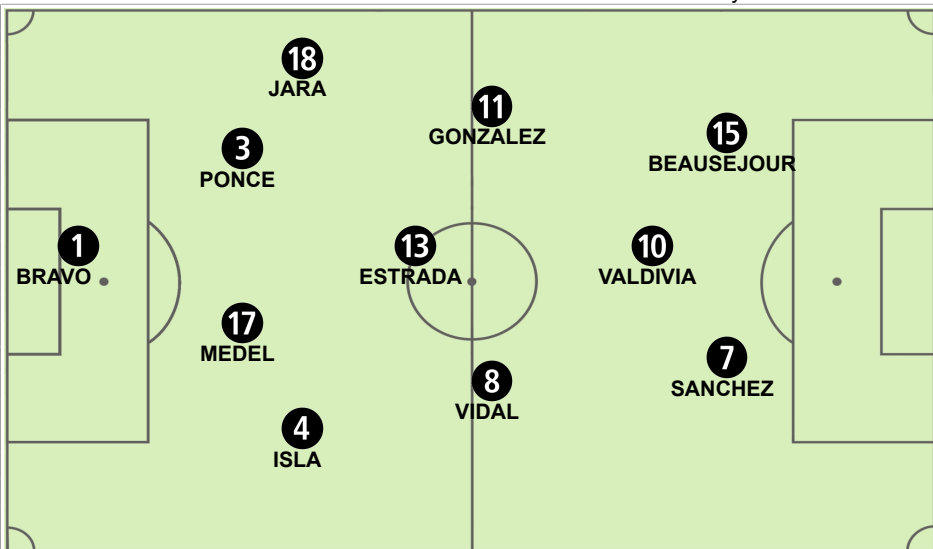 18
JARA
11
GONZALEZ
15
BEAUSEJOUR
3
PONCE
1
BRAVO
13
ESTRADA
10
VALDIVIA
17
MEDEL
8
VIDAL
7
SANCHEZ
4
ISLA